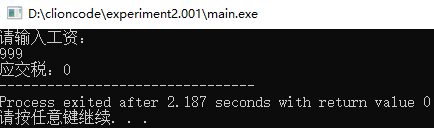 D:\clioncode\experiment2.001\main.exe
请输入工资：
999
应交税：0
--------------------------------
Process exited after 2.187 seconds with return value 0
请按任意键继续. . .